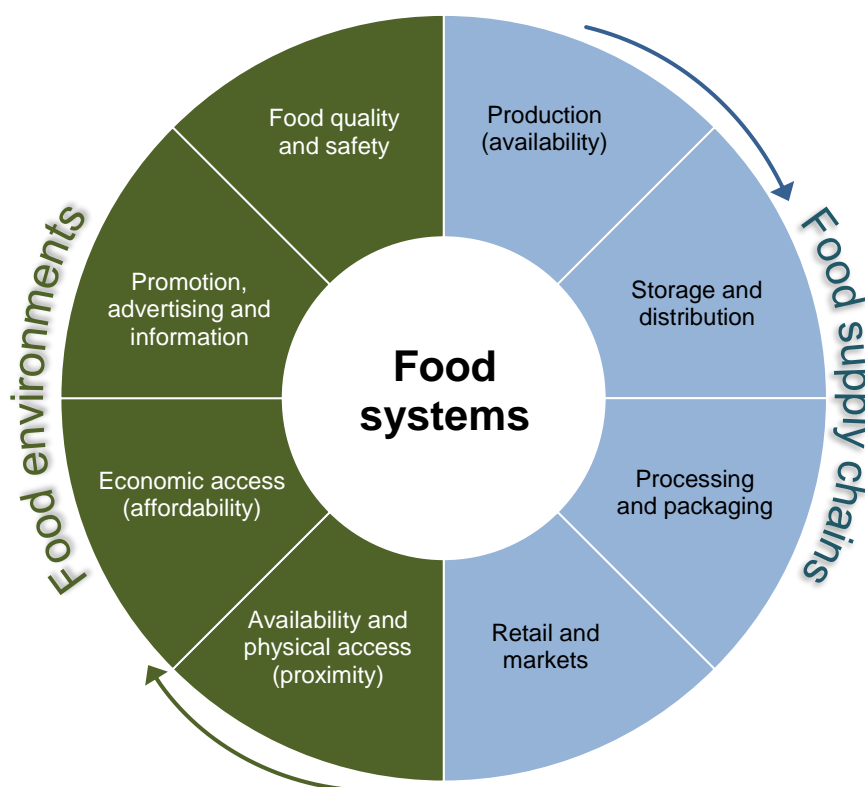 Food quality
and safety
Production
(availability)
Promotion,
advertising and
information
Storage and
distribution
Food environments
Food supply chains
Food
systems
Economic access
(affordability)
Processing
and packaging
Availability and
physical access
(proximity)
Retail and
markets